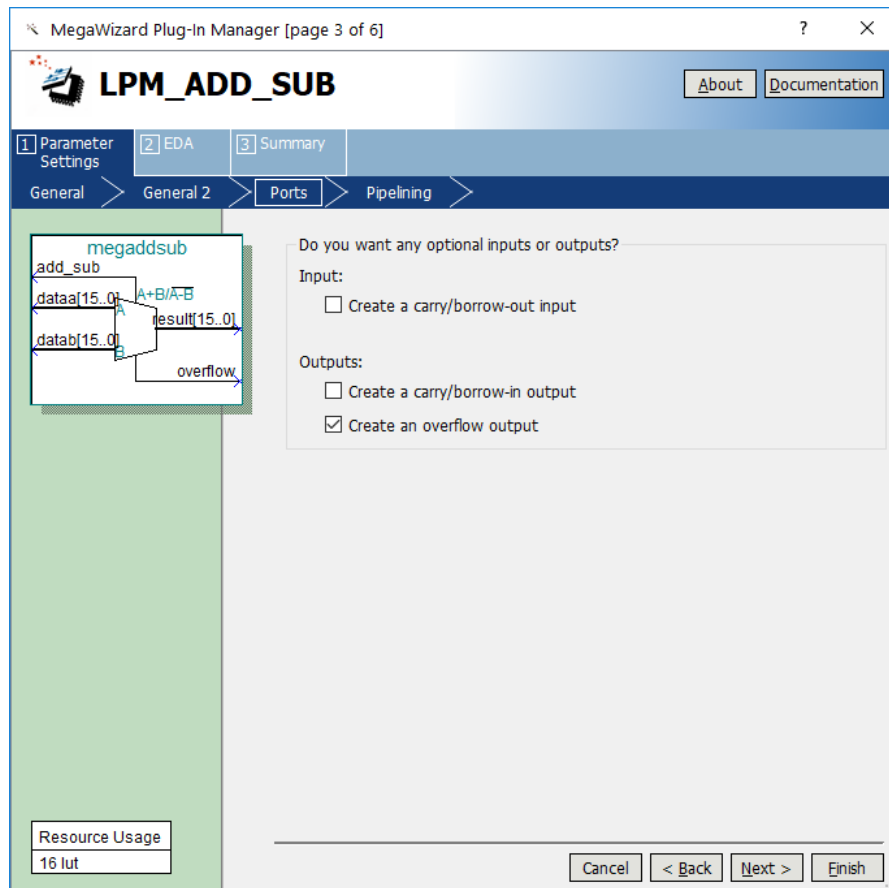 MegaWizard Plug-In Manager [page 3 of 6]
?
LPM_ADD_SUB
About
Documentation
1 Parameter Settings
2 EDA
3 Summary
General
General 2
Ports
Pipelining
megaddsub
add_sub
A+B/A-B
dataa[15..0]
A
result[15..0]
datab[15..0]
B
overflow
Do you want any optional inputs or outputs?
Input:
Create a carry/borrow-out input
Outputs:
Create a carry/borrow-in output
Create an overflow output
Resource Usage
16 lut
Cancel
< Back
Next >
Finish